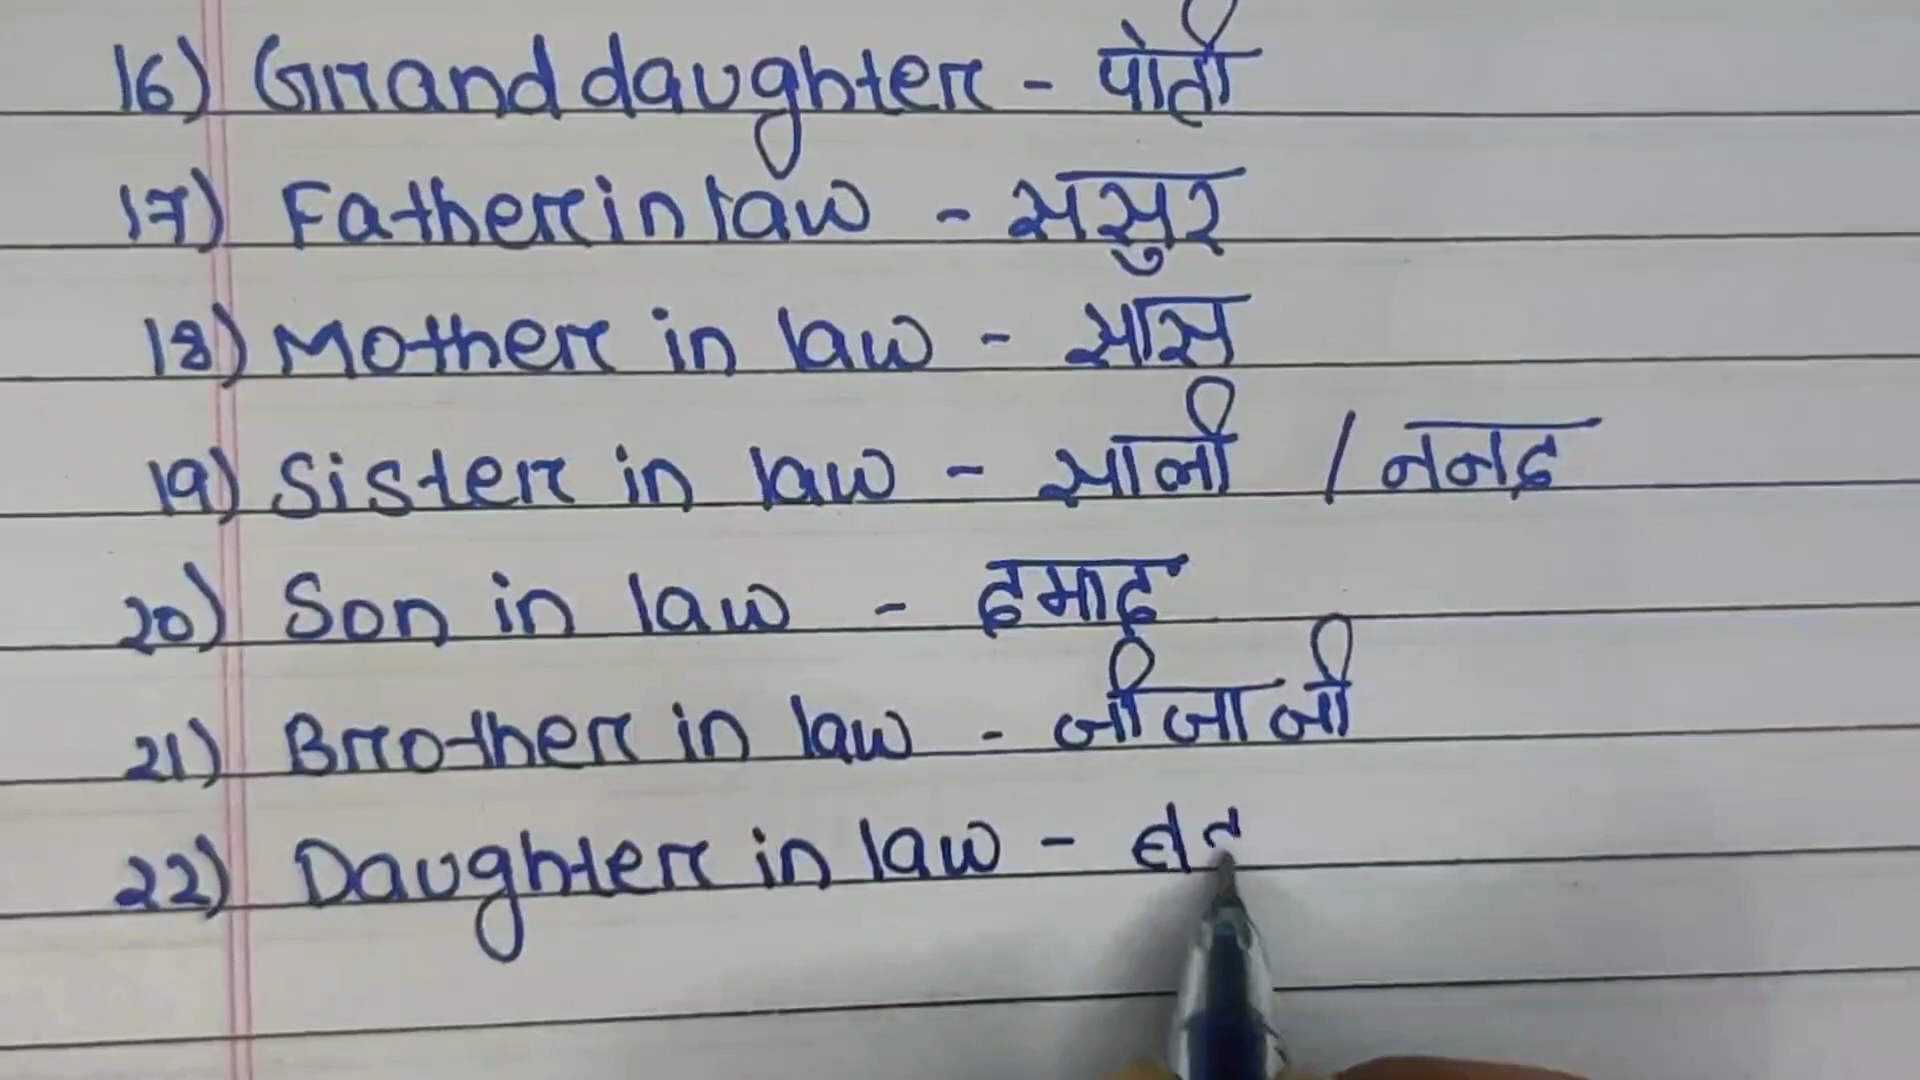 16) Granddaughter - पोती
17) Father in law - ससुर
18) Mother in law - सास
19) Sister in law - साली / ननद
20) Son in law - दमाद
21) Brother in law - जीजाजी
22) Daughter in law -